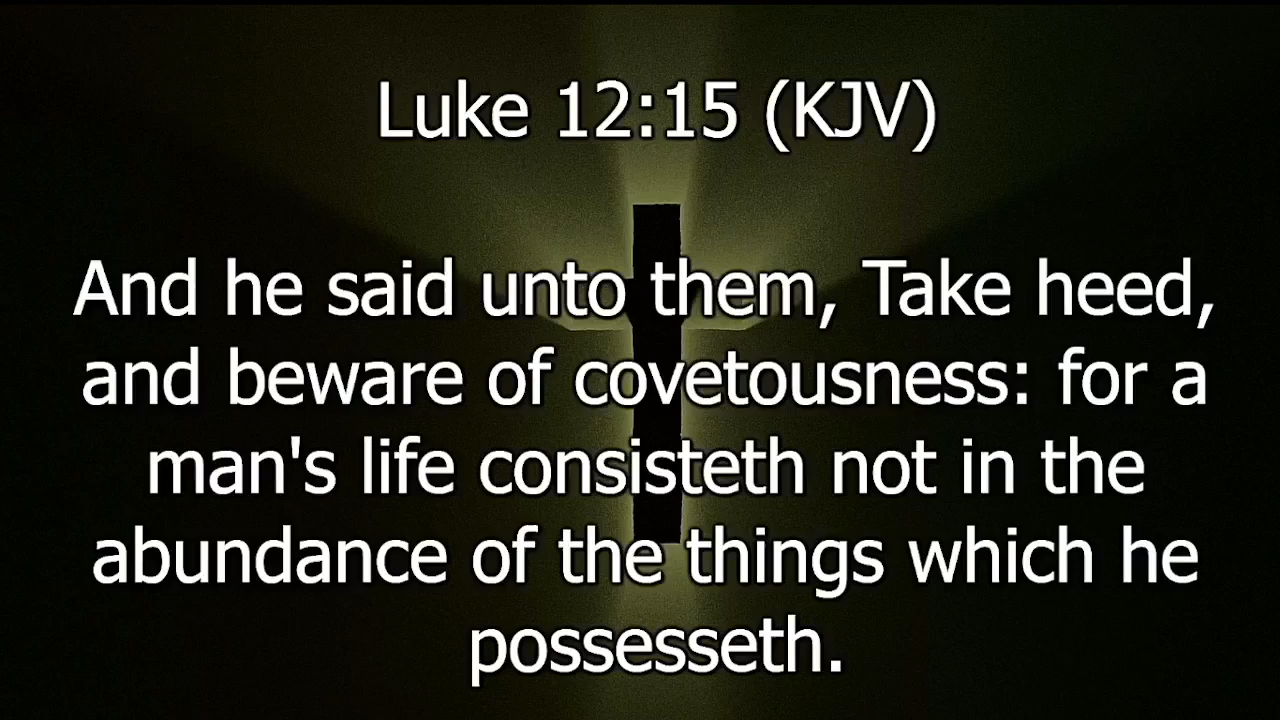 Luke 12:15 (KJV)
And he said unto them, Take heed,
and beware of covetousness: for a
man's life consisteth not in the
abundance of the things which he
possesseth.